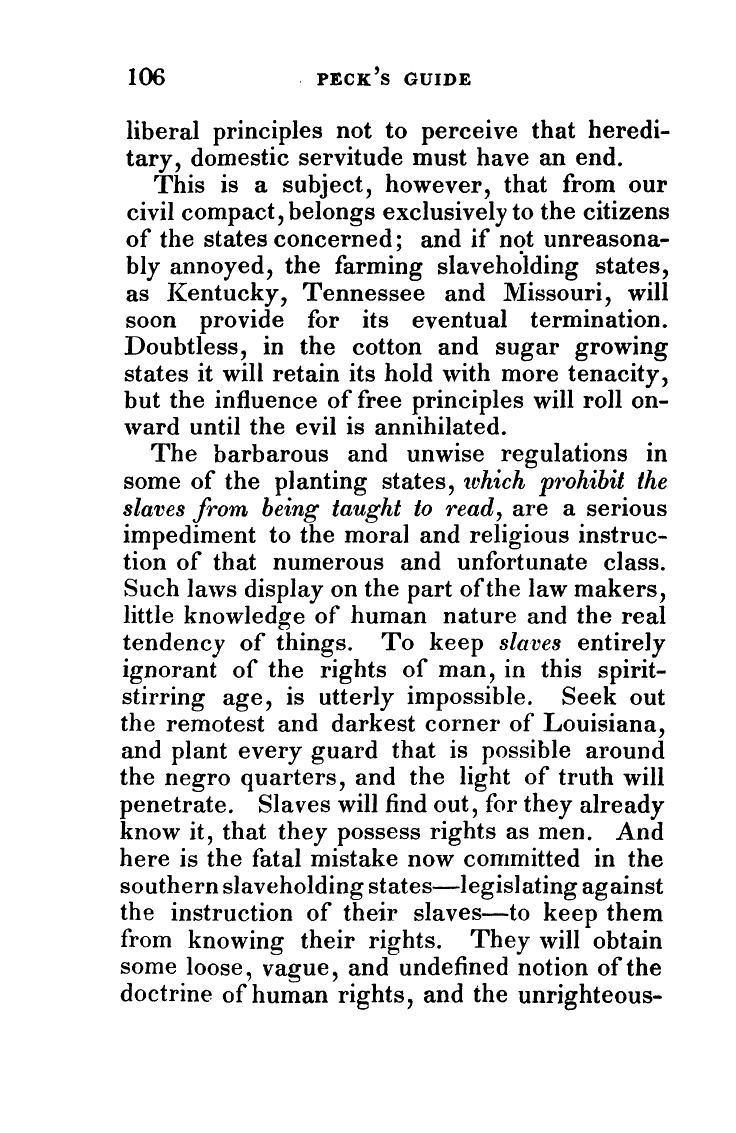 106 PECK'S GUIDE
liberal principles not to perceive that heredi-
tary, domestic servitude must have an end.
This is a subject, however, that from our
civil compact, belongs exclusively to the citizens
of the states concerned; and if not unreasona-
bly annoyed, the farming slaveholding states,
as Kentucky, Tennessee and Missouri, will
soon provide for its eventual termination.
Doubtless, in the cotton and sugar growing
states it will retain its hold with more tenacity,
but the influence of free principles will roll on-
ward until the evil is annihilated.
The barbarous and unwise regulations in
some of the planting states, which prohibit the
slaves from being taught to read, are a serious
impediment to the moral and religious instruc-
tion of that numerous and unfortunate class.
Such laws display on the part of the law makers,
little knowledge of human nature and the real
tendency of things. To keep slaves entirely
ignorant of the rights of man, in this spirit-
stirring age, is utterly impossible. Seek out
the remotest and darkest corner of Louisiana,
and plant every guard that is possible around
the negro quarters, and the light of truth will
penetrate. Slaves will find out, for they already
know it, that they possess rights as men. And
here is the fatal mistake now committed in the
southern slaveholding states—legislating against
the instruction of their slaves—to keep them
from knowing their rights. They will obtain
some loose, vague, and undefined notion of the
doctrine of human rights, and the unrighteous-